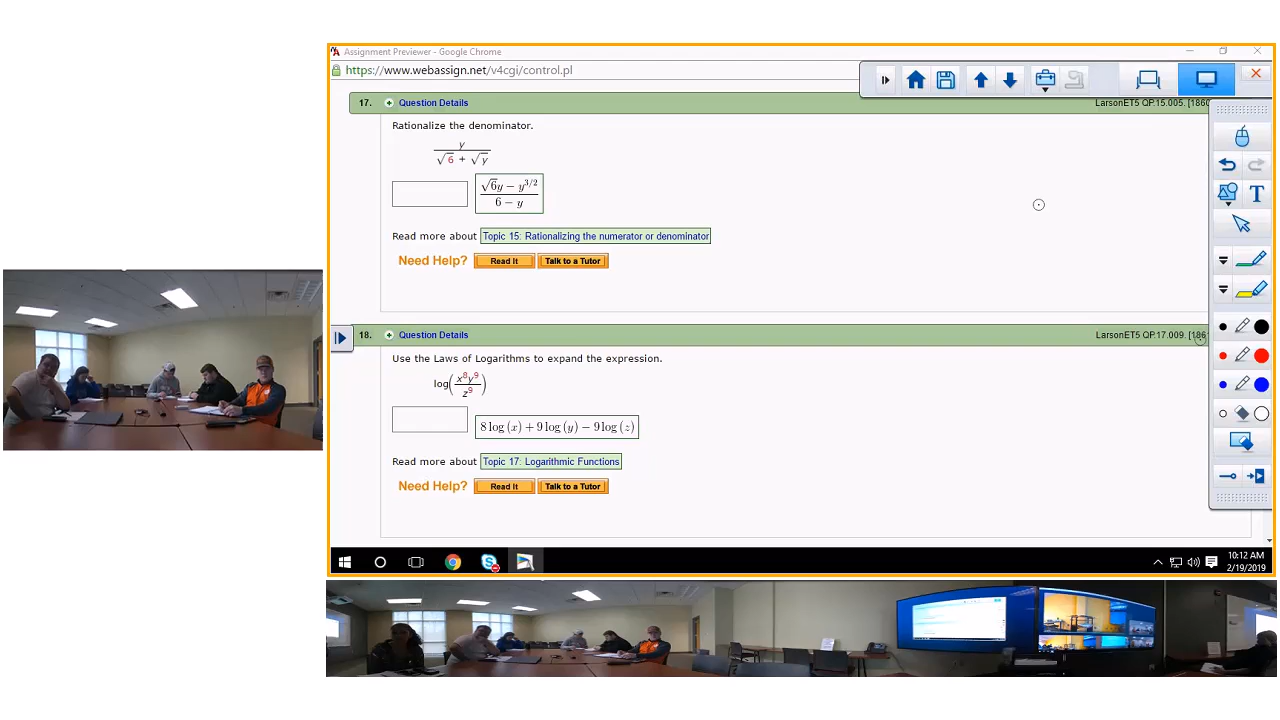 Assignment Previewer - Google Chrome
https://www.webassign.net/v4cgi/control.pl
17. Question Details
LarsonET5 QP.15.005. [1860
Rationalize the denominator.
y
√6 + √y
√6y − y^3/2
6 − y
Read more about Topic 15: Rationalizing the numerator or denominator
Need Help? Read It Talk to a Tutor
18. Question Details
LarsonET5 QP.17.009. [186
Use the Laws of Logarithms to expand the expression.
log(x^8y^9
z^9)
8 log (x) + 9 log (y) − 9 log (z)
Read more about Topic 17: Logarithmic Functions
Need Help? Read It Talk to a Tutor
T
10:12 AM
2/19/2019